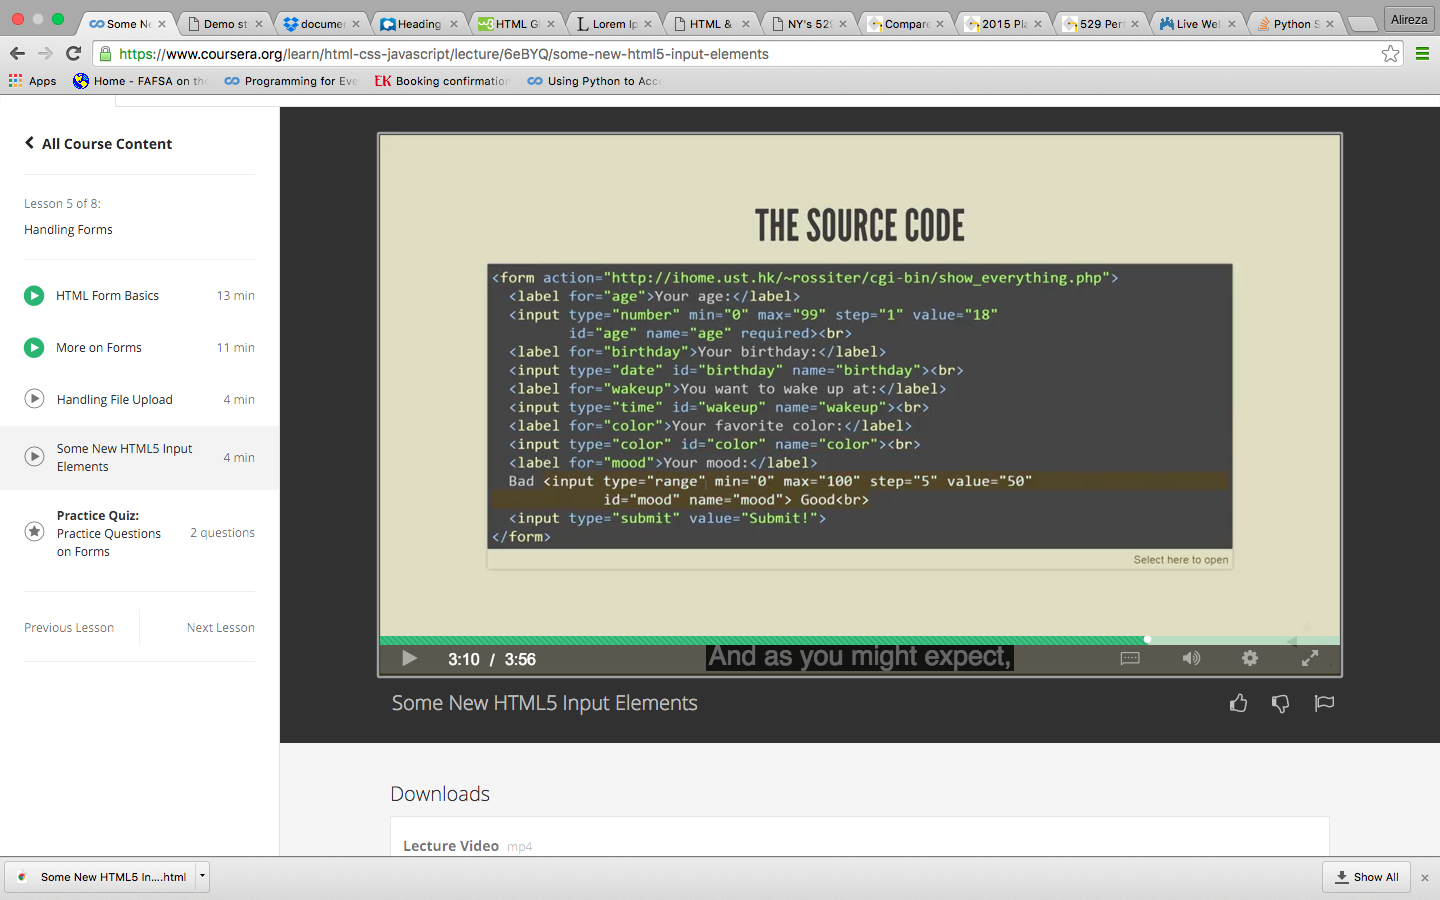 Some Ne
Demo st
documen
Heading
HTML G
Lorem Ip
HTML &
NY's 529
Compare
2015 Pla
529 Perf
Live Wel
Python S
Alireza
https://www.coursera.org/learn/html-css-javascript/lecture/6eBYQ/some-new-html5-input-elements
Apps
Home - FAFSA on the
Programming for Eve
Booking confirmation
Using Python to Acc
All Course Content
Lesson 5 of 8:
Handling Forms
HTML Form Basics 13 min
More on Forms 11 min
Handling File Upload 4 min
Some New HTML5 Input
Elements 4 min
Practice Quiz:
Practice Questions 2 questions
on Forms
Previous Lesson Next Lesson
THE SOURCE CODE
<form action="http://ihome.ust.hk/~rossiter/cgi-bin/show_everything.php">
<label for="age">Your age:</label>
<input type="number" min="0" max="99" step="1" value="18"
id="age" name="age" required><br>
<label for="birthday">Your birthday:</label>
<input type="date" id="birthday" name="birthday"><br>
<label for="wakeup">You want to wake up at:</label>
<input type="time" id="wakeup" name="wakeup"><br>
<label for="color">Your favorite color:</label>
<input type="color" id="color" name="color"><br>
<label for="mood">Your mood:</label>
Bad <input type="range" min="0" max="100" step="5" value="50"
id="mood" name="mood"> Good<br>
<input type="submit" value="Submit!">
</form>
Select here to open
3:10 / 3:56
And as you might expect,
Some New HTML5 Input Elements
Downloads
Lecture Video mp4
Some New HTML5 In....html
Show All